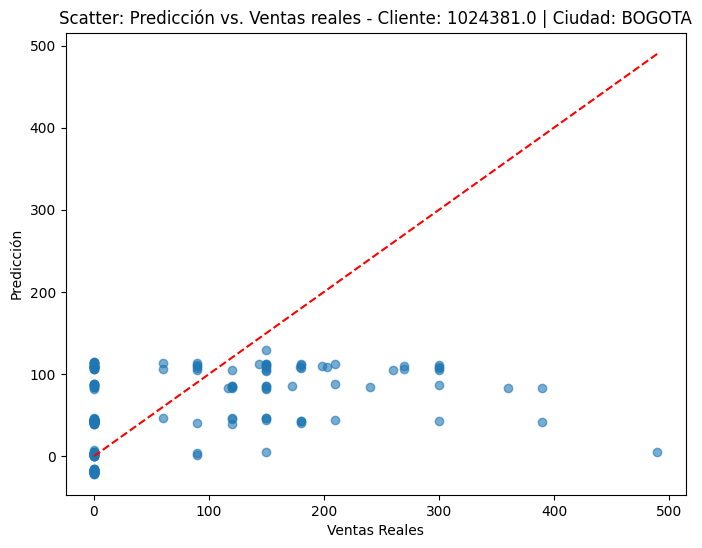 Scatter: Predicción vs. Ventas reales - Cliente: 1024381.0 | Ciudad: BOGOTA
500
400
300
200
100
0
Predicción
0 100 200 300 400 500
Ventas Reales